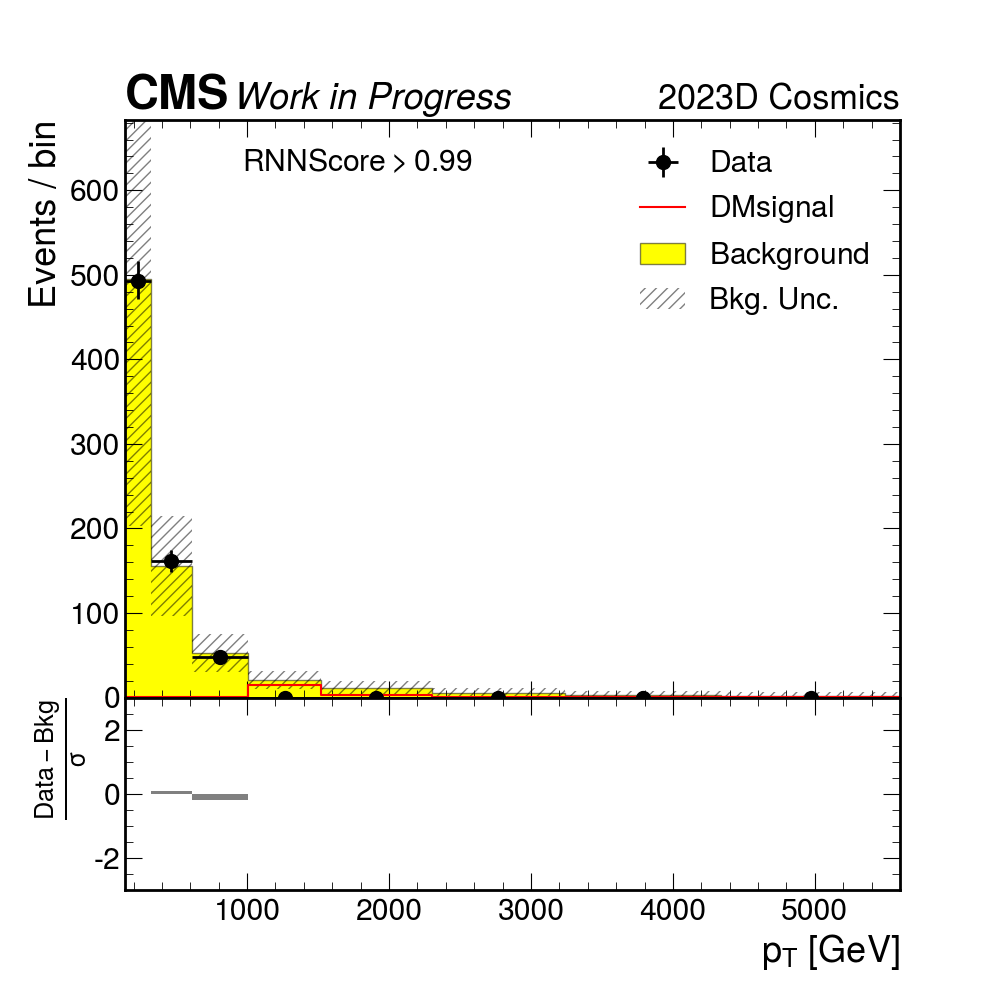 CMS Work in Progress 2023D Cosmics
Events / bin
RNNScore > 0.99
Data
DMsignal
Background
Bkg. Unc.
600
500
400
300
200
100
0
Data – Bkg
σ
2
0
-2
1000 2000 3000 4000 5000
pT [GeV]